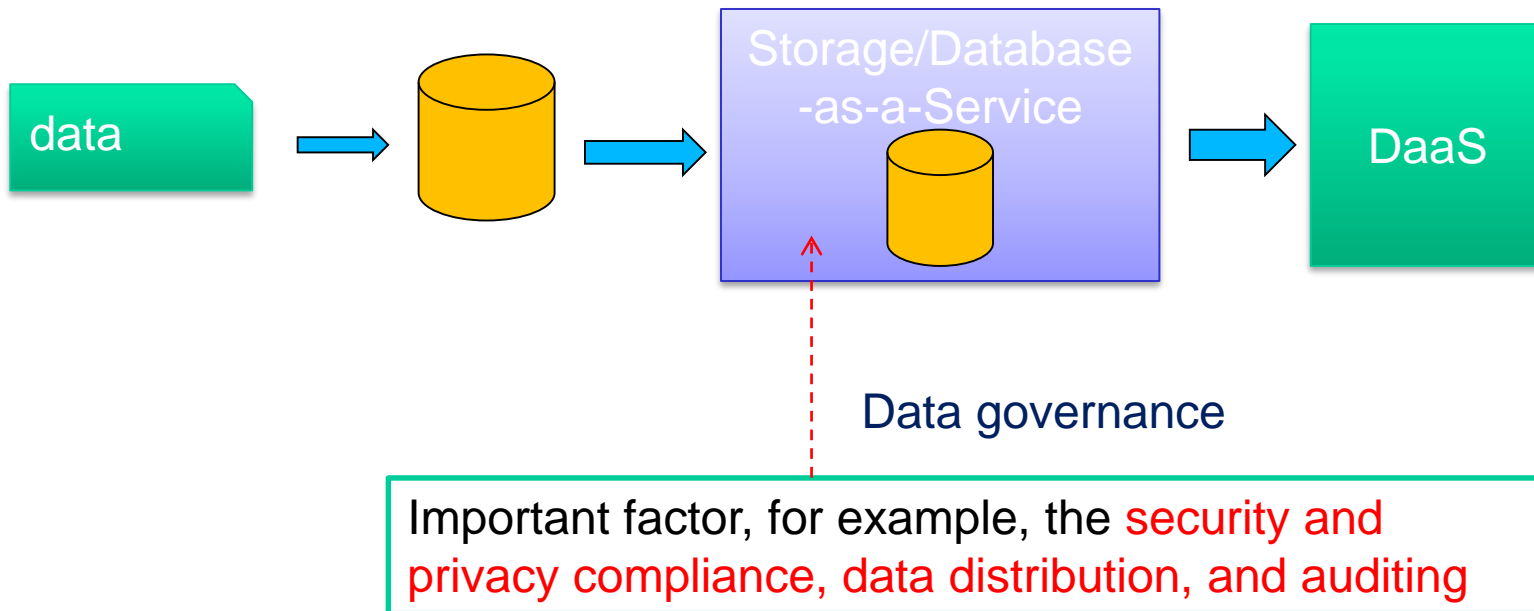 Storage/Database
-as-a-Service
data
DaaS
Data governance
Important factor, for example, the security and
privacy compliance, data distribution, and auditing